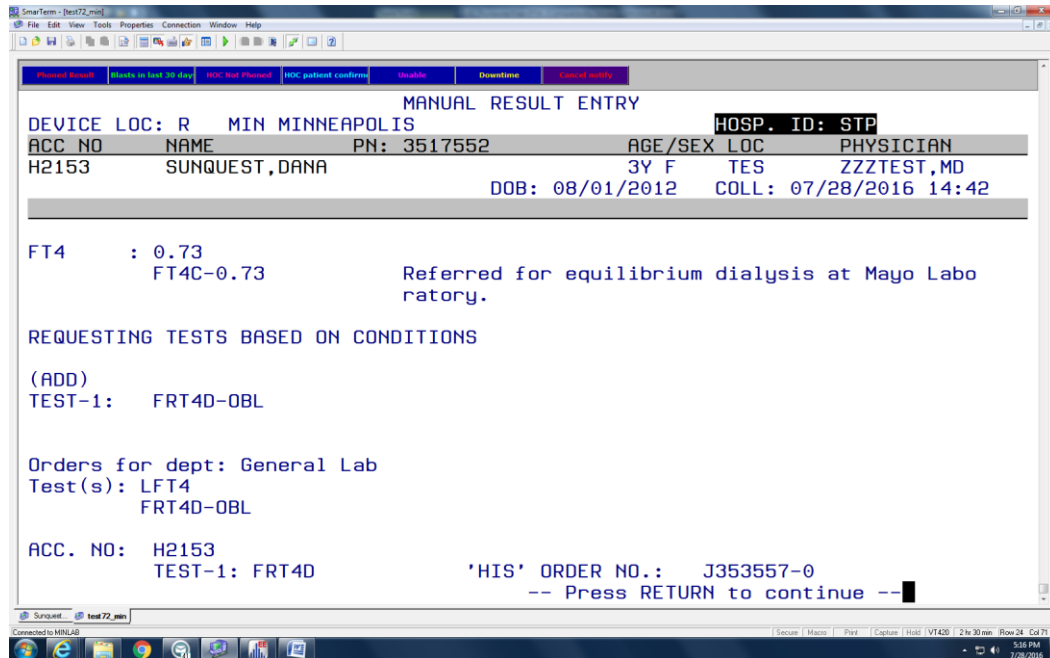 SmarTerm - [test72_min]
File Edit View Tools Properties Connection Window Help
Phoned Result Blasts in last 30 day HOC Not Phoned HOC patient confirme Unable Downtime Cancel notify
MANUAL RESULT ENTRY
DEVICE LOC: R MIN MINNEAPOLIS HOSP. ID: STP
ACC NO NAME PN: 3517552 AGE/SEX LOC PHYSICIAN
H2153 SUNQUEST,DANA 3Y F TES ZZZTEST,MD
DOB: 08/01/2012 COLL: 07/28/2016 14:42
FT4 : 0.73
FT4C-0.73 Referred for equilibrium dialysis at Mayo Labo
ratory.
REQUESTING TESTS BASED ON CONDITIONS
(ADD)
TEST-1: FRT4D-OBL
Orders for dept: General Lab
Test(s): LFT4
FRT4D-OBL
ACC. NO: H2153
TEST-1: FRT4D 'HIS' ORDER NO.: J353557-0
-- Press RETURN to continue --
Sunquest... test72_min
Connected to MINLAB Secure Macro Print Capture Hold VT420 2 hr 30 min Row 24 Col 71
5:16 PM
7/28/2016